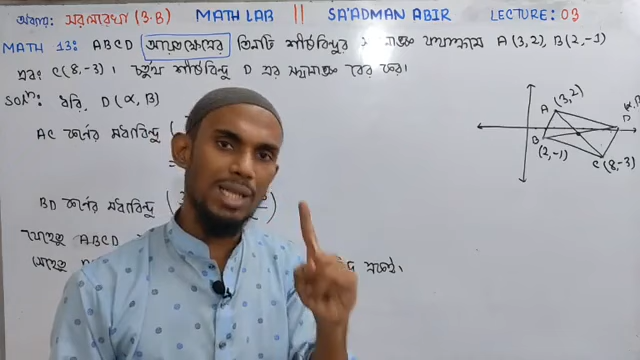 অধ্যায়: সরলরেখা (3.B) MATH LAB || SA'ADMAN ABIR LECTURE: 03
MATH 13: ABCD আয়তক্ষেত্রের তিনটি শীর্ষবিন্দুর যথাক্রমে A (3,2), B(2,-1)
এবং C(8,-3)। চতুর্থ শীর্ষবিন্দু D এর স্থানাঙ্ক বের কর।
Solⁿ: ধরি, D (α, β)
AC কর্ণের মধ্যবিন্দু (
BD কর্ণের মধ্যবিন্দু (
যেহেতু ABCD
সেহেতু
A (3,2)
D
B
(2,-1)
C (8,-3)